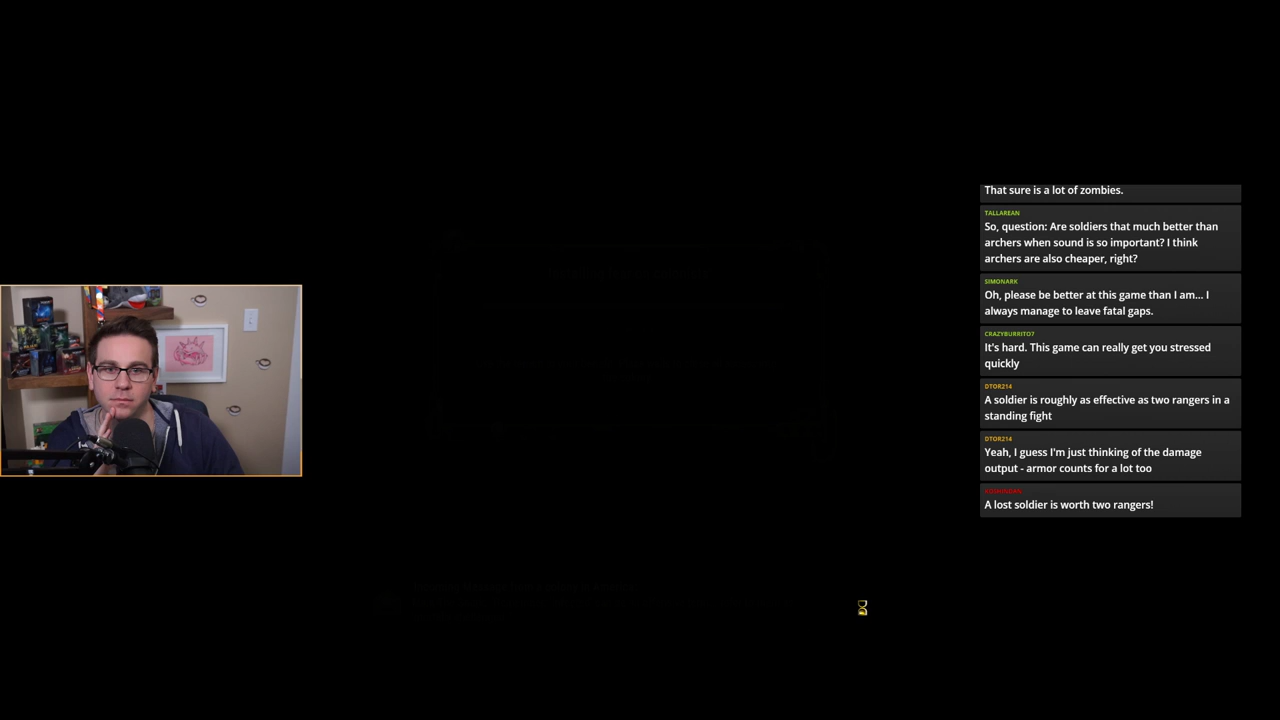 That sure is a lot of zombies.
TALLAREAN
So, question: Are soldiers that much better than
archers when sound is so important? I think
archers are also cheaper, right?
SIMONARK
Oh, please be better at this game than I am... I
always manage to leave fatal gaps.
CRAZYBURRITO7
It's hard. This game can really get you stressed
quickly
DTOR214
A soldier is roughly as effective as two rangers in a
standing fight
DTOR214
Yeah, I guess I'm just thinking of the damage
output - armor counts for a lot too
A lost soldier is worth two rangers!